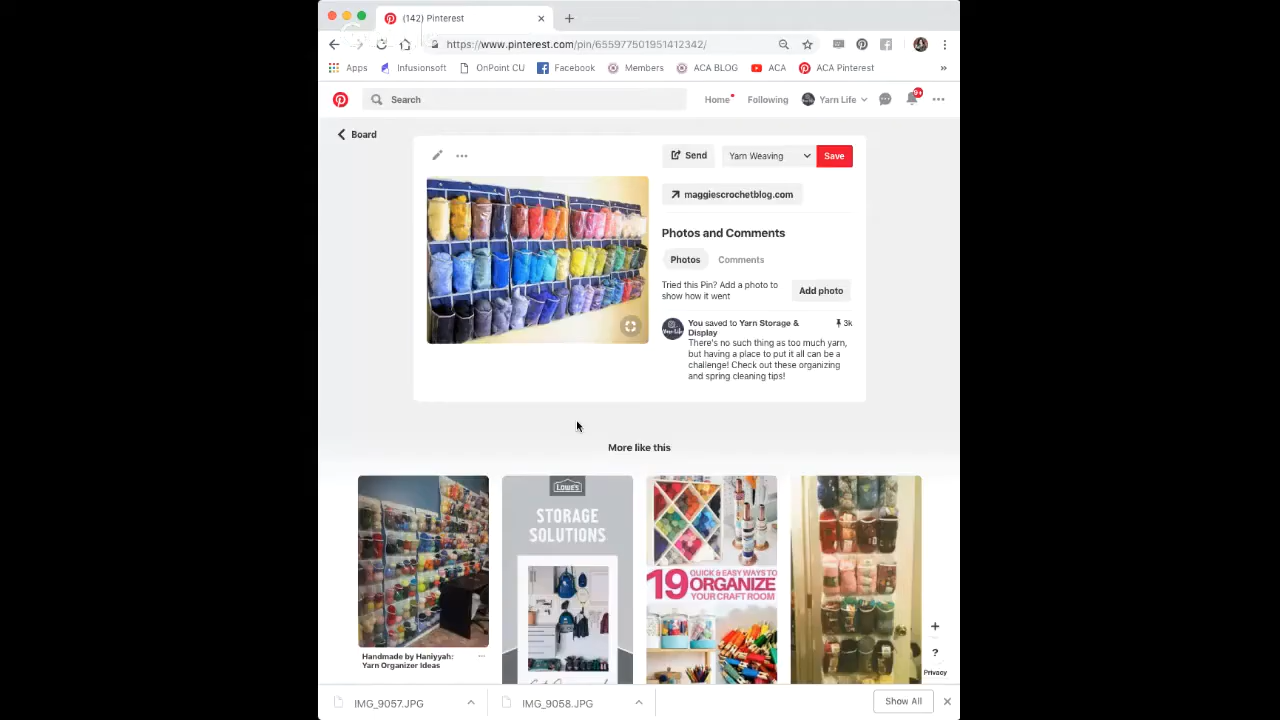 (142) Pinterest
https://www.pinterest.com/pin/655977501951412342/
Apps
Infusionsoft
OnPoint CU
Facebook
Members
ACA BLOG
ACA
ACA Pinterest
»
Search
Home
Following
Yarn Life
9+
Board
Send
Yarn Weaving
Save
maggiescrochetblog.com
Photos and Comments
Photos
Comments
Tried this Pin? Add a photo to
show how it went
Add photo
You saved to Yarn Storage &
Display
3k
There's no such thing as too much yarn,
but having a place to put it all can be a
challenge! Check out these organizing
and spring cleaning tips!
More like this
LOWE'S
STORAGE
SOLUTIONS
19 QUICK & EASY WAYS TO
ORGANIZE
YOUR CRAFT ROOM
Handmade by Haniyyah:
Yarn Organizer Ideas
+
?
Privacy
IMG_9057.JPG
IMG_9058.JPG
Show All